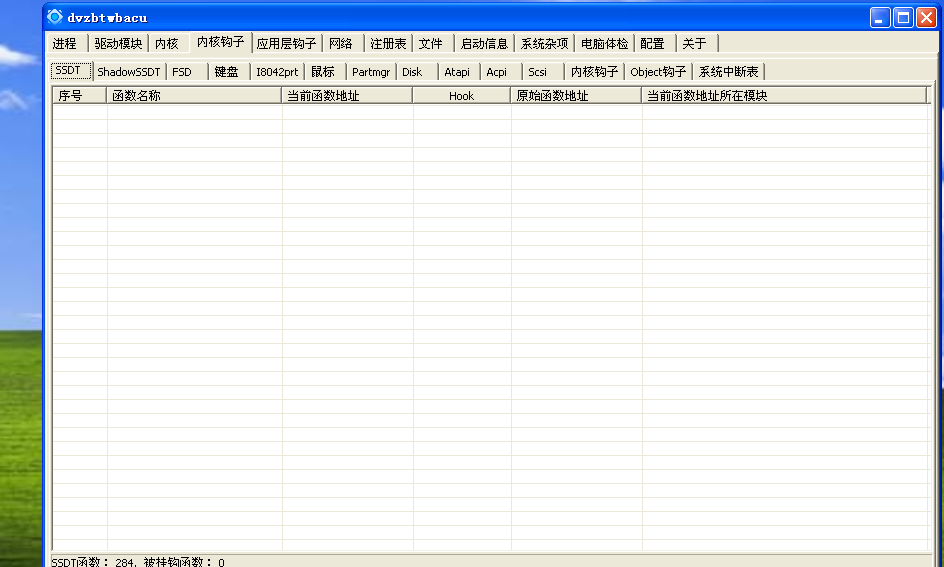 dvzbtwbacu
进程 驱动模块 内核 内核钩子 应用层钩子 网络 注册表 文件 启动信息 系统杂项 电脑体检 配置 关于
SSDT ShadowSSDT FSD 键盘 I8042prt 鼠标 Partmgr Disk Atapi Acpi Scsi 内核钩子 Object钩子 系统中断表
序号 函数名称 当前函数地址 Hook 原始函数地址 当前函数地址所在模块
SSDT函数：284，被挂钩函数：0